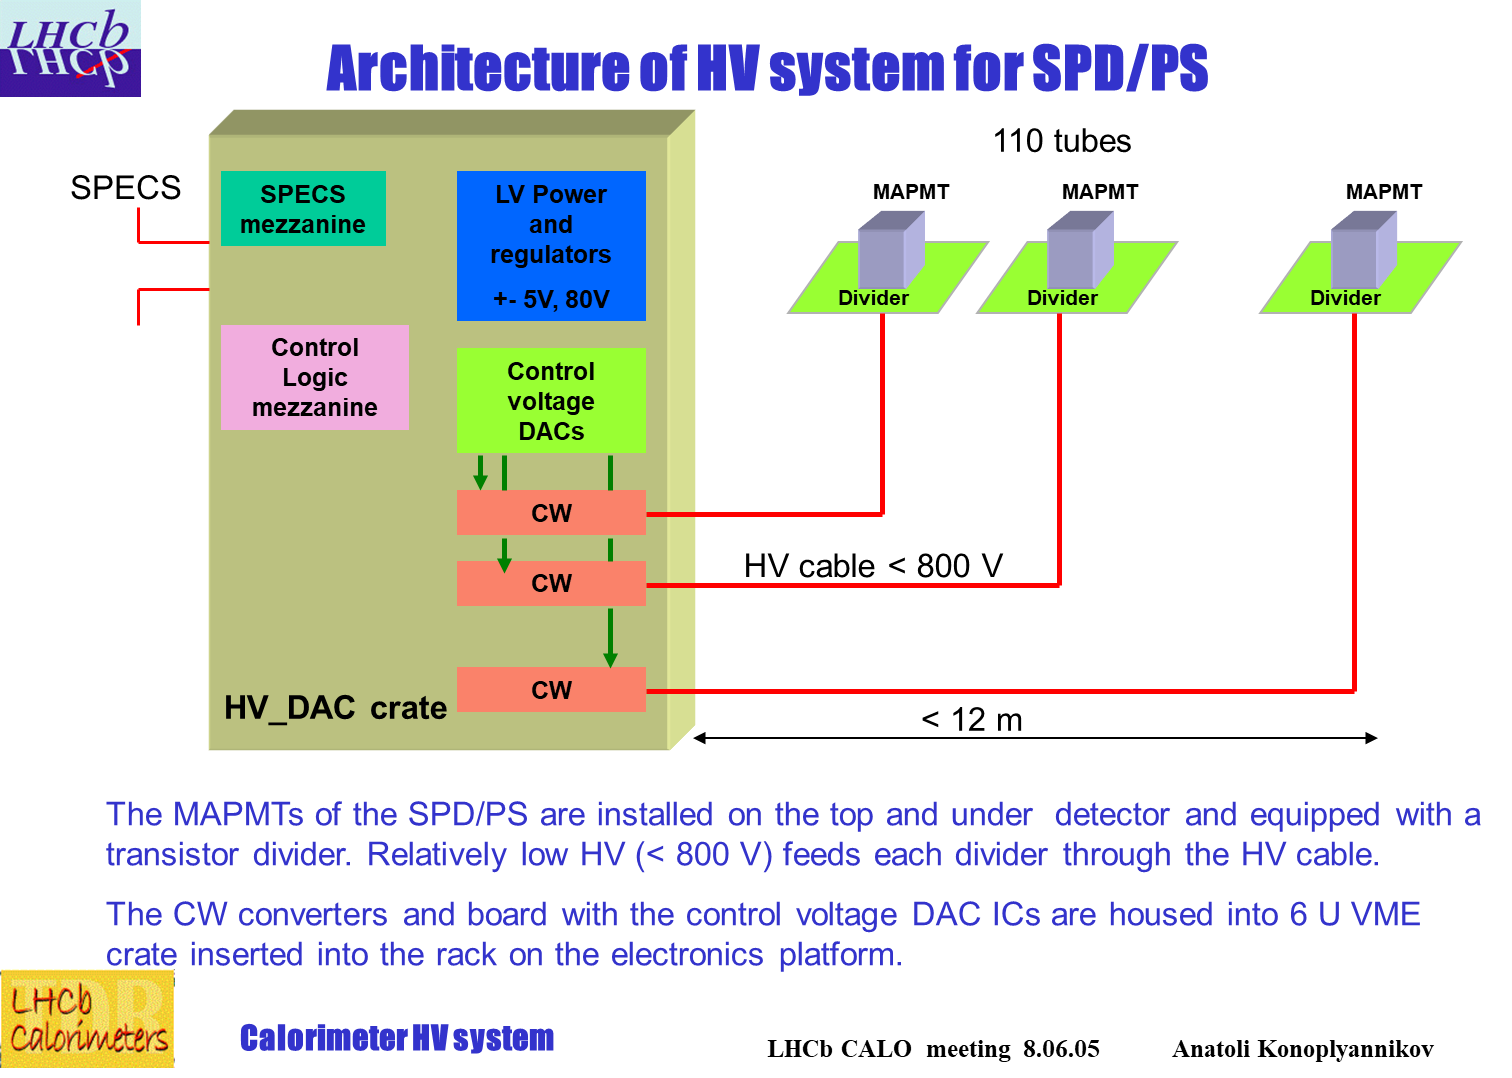 LHCb
LHCb
Architecture of HV system for SPD/PS
110 tubes
SPECS
SPECS
mezzanine
LV Power
and
regulators
+- 5V, 80V
MAPMT
MAPMT
MAPMT
Divider
Divider
Divider
Control
Logic
mezzanine
Control
voltage
DACs
CW
HV cable < 800 V
CW
CW
HV_DAC crate
< 12 m
The MAPMTs of the SPD/PS are installed on the top and under detector and equipped with a
transistor divider. Relatively low HV (< 800 V) feeds each divider through the HV cable.
The CW converters and board with the control voltage DAC ICs are housed into 6 U VME
crate inserted into the rack on the electronics platform.
TDR
LHCb
Calorimeters
Calorimeter HV system
LHCb CALO meeting 8.06.05
Anatoli Konoplyannikov